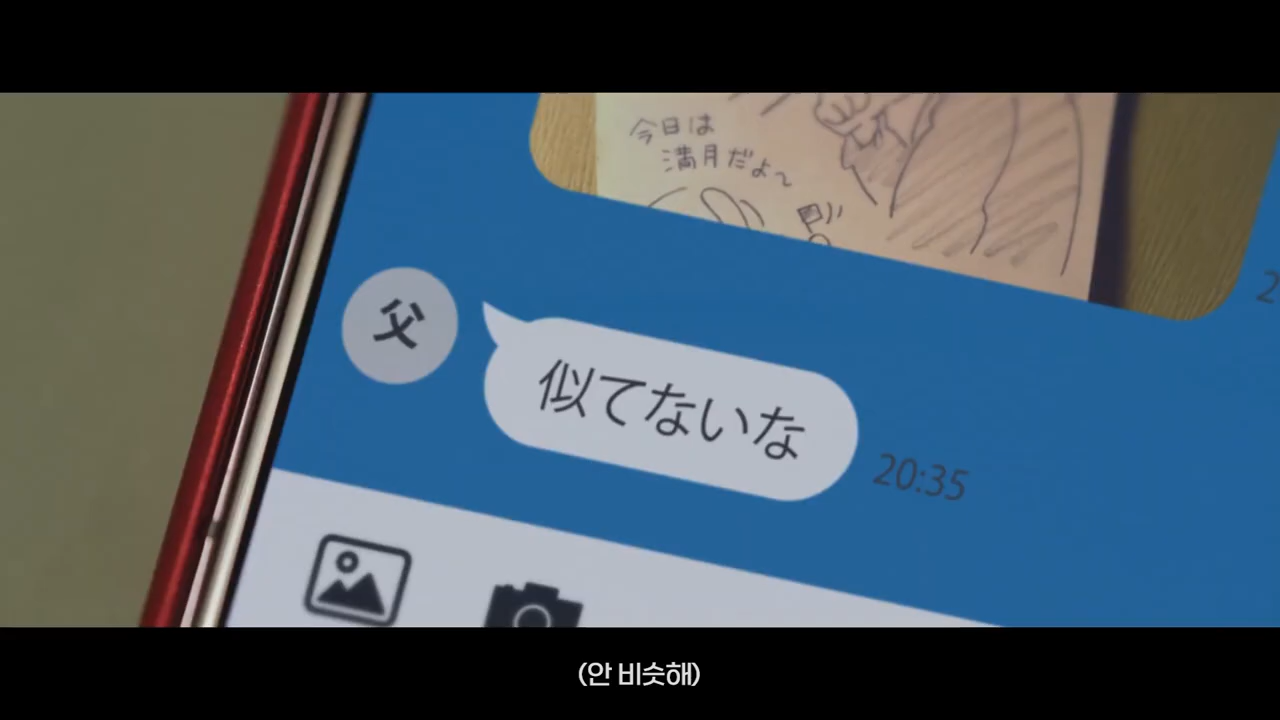 今日は
満月だよ～
父
似てないな
20:35
(안 비슷해)